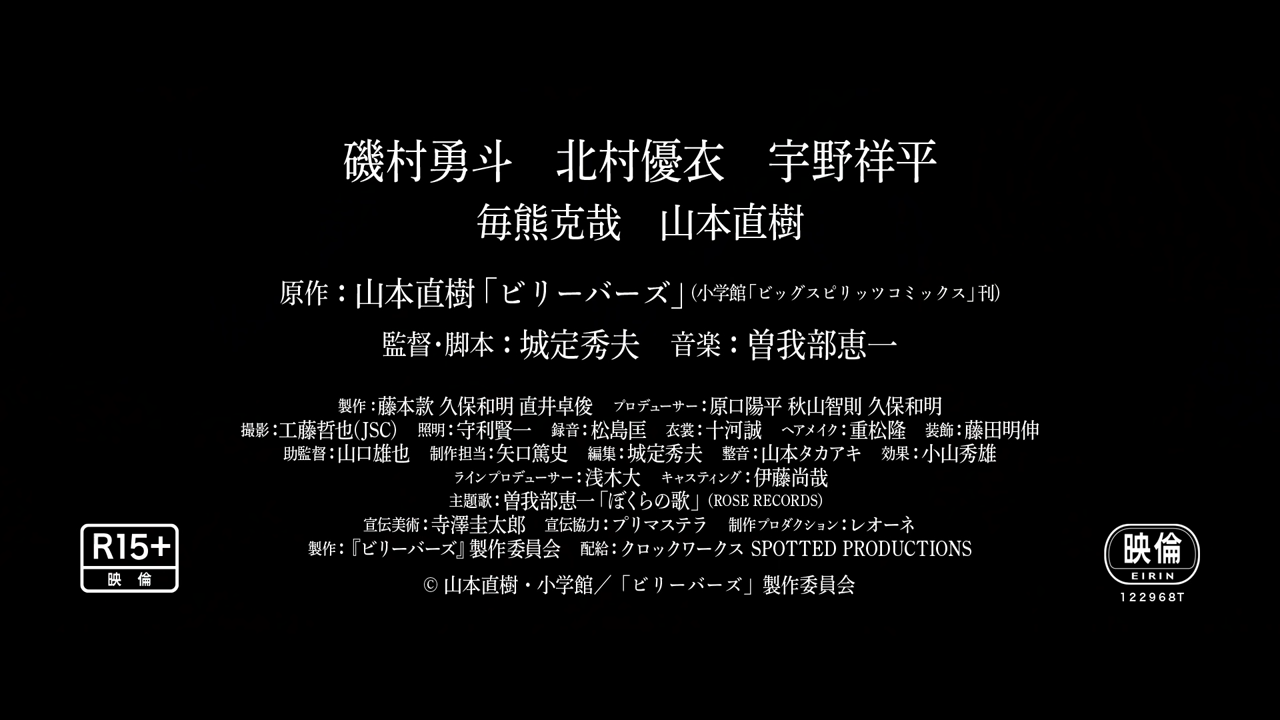 磯村勇斗　北村優衣　宇野祥平
毎熊克哉　山本直樹
原作：山本直樹「ビリーバーズ」(小学館「ビッグスピリッツコミックス」刊)
監督・脚本：城定秀夫　音楽：曽我部恵一
製作：藤本款 久保和明 直井卓俊　プロデューサー：原口陽平 秋山智則 久保和明
撮影：工藤哲也(JSC)　照明：守利賢一　録音：松島匡　衣裳：十河誠　ヘアメイク：重松隆　装飾：藤田明伸
助監督：山口雄也　制作担当：矢口篤史　編集：城定秀夫　整音：山本タカアキ　効果：小山秀雄
ラインプロデューサー：浅木大　キャスティング：伊藤尚哉
主題歌：曽我部恵一「ぼくらの歌」(ROSE RECORDS)
宣伝美術：寺澤圭太郎　宣伝協力：プリマステラ　制作プロダクション：レオーネ
製作：『ビリーバーズ』製作委員会　配給：クロックワークス SPOTTED PRODUCTIONS
© 山本直樹・小学館／「ビリーバーズ」製作委員会
R15+
映倫
映倫
EIRIN
122968T